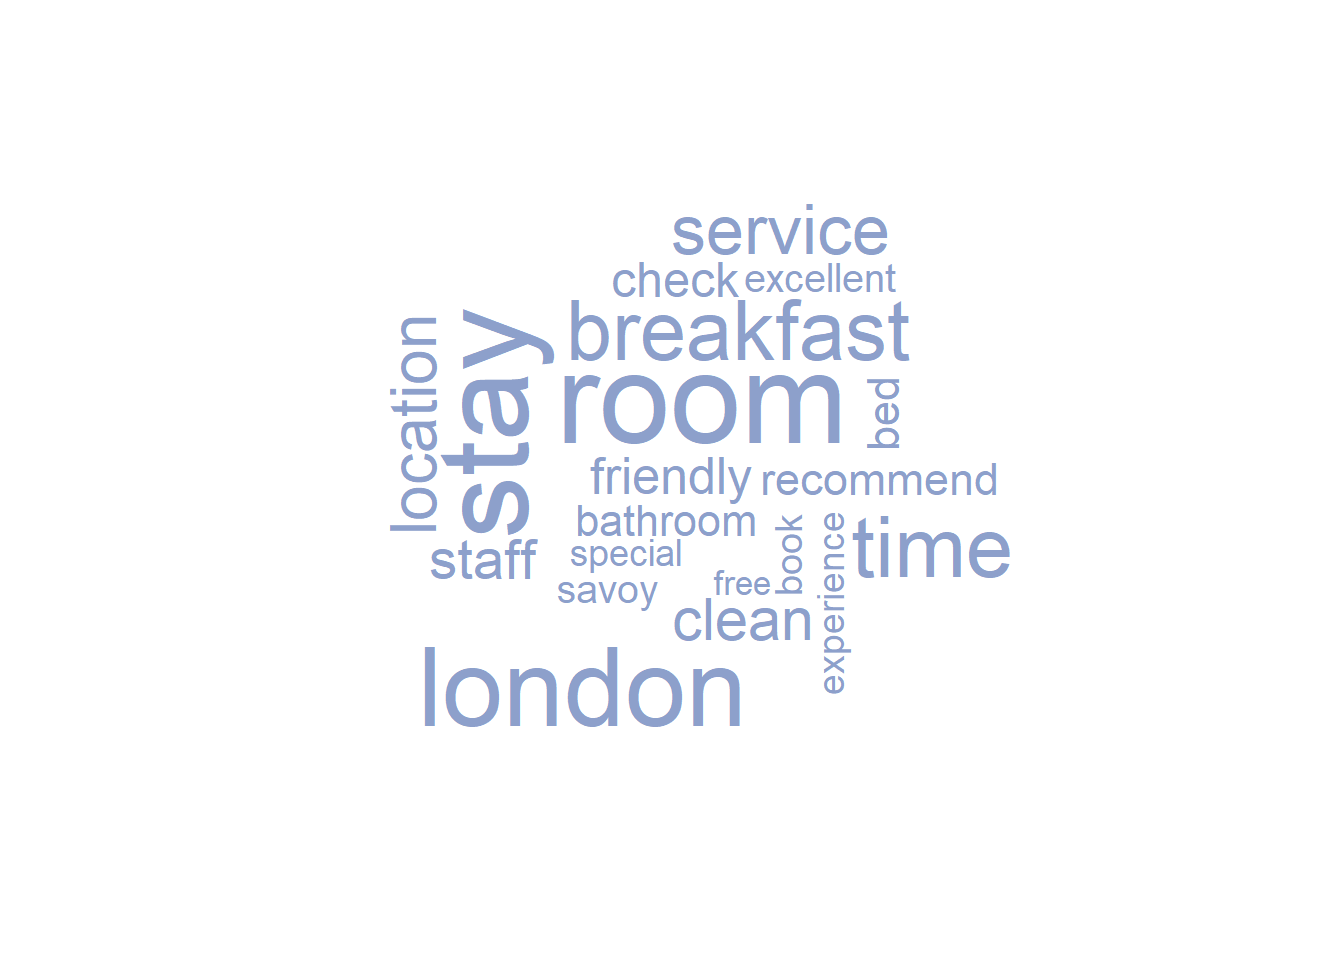 service
check
excellent
breakfast
location
stay
room
bed
friendly
recommend
bathroom
book
experience
time
staff
special
savoy
free
clean
london